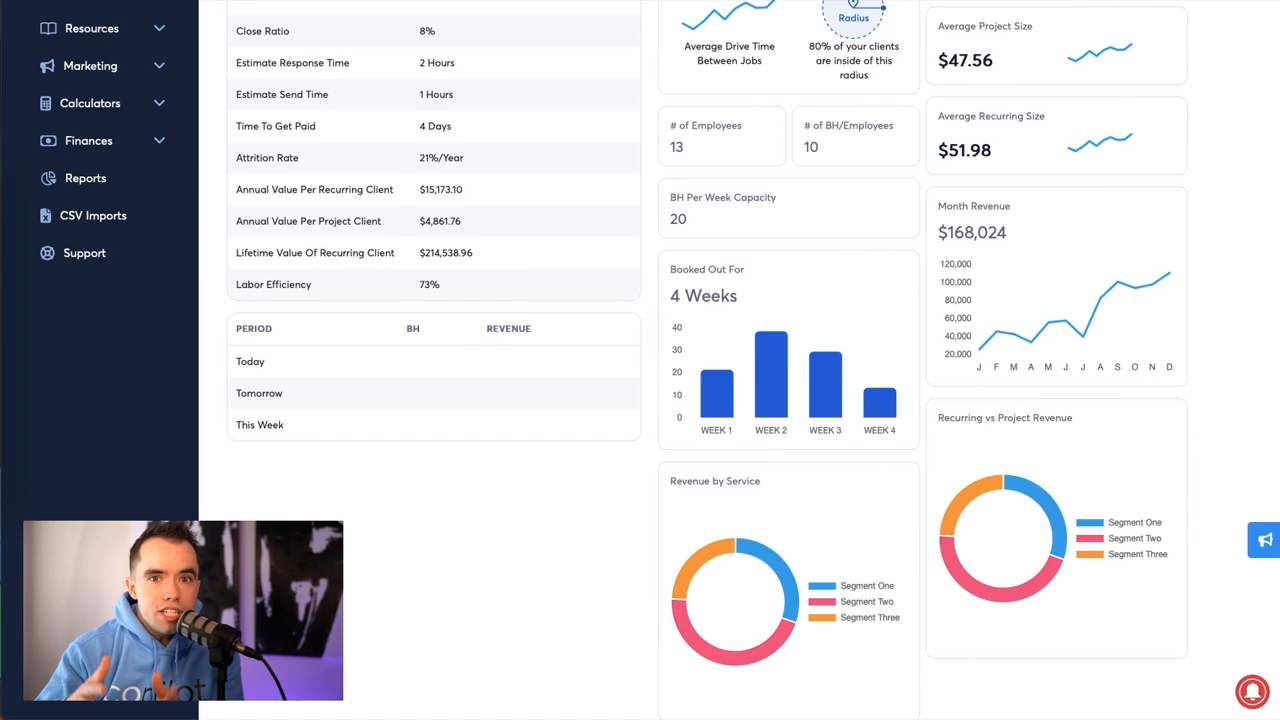 Resources
Marketing
Calculators
Finances
Reports
CSV Imports
Support
Close Ratio 8%
Estimate Response Time 2 Hours
Estimate Send Time 1 Hours
Time To Get Paid 4 Days
Attrition Rate 21%/Year
Annual Value Per Recurring Client $15,173.10
Annual Value Per Project Client $4,861.76
Lifetime Value Of Recurring Client $214,538.96
Labor Efficiency 73%
PERIOD BH REVENUE
Today
Tomorrow
This Week
Average Drive Time
Between Jobs
Radius
80% of your clients
are inside of this
radius
# of Employees
13
# of BH/Employees
10
BH Per Week Capacity
20
Booked Out For
4 Weeks
40
30
20
10
0
WEEK 1 WEEK 2 WEEK 3 WEEK 4
Revenue by Service
Segment One
Segment Two
Segment Three
Average Project Size
$47.56
Average Recurring Size
$51.98
Month Revenue
$168,024
120,000
100,000
80,000
60,000
40,000
20,000
J F M A M J J A S O N D
Recurring vs Project Revenue
Segment One
Segment Two
Segment Three